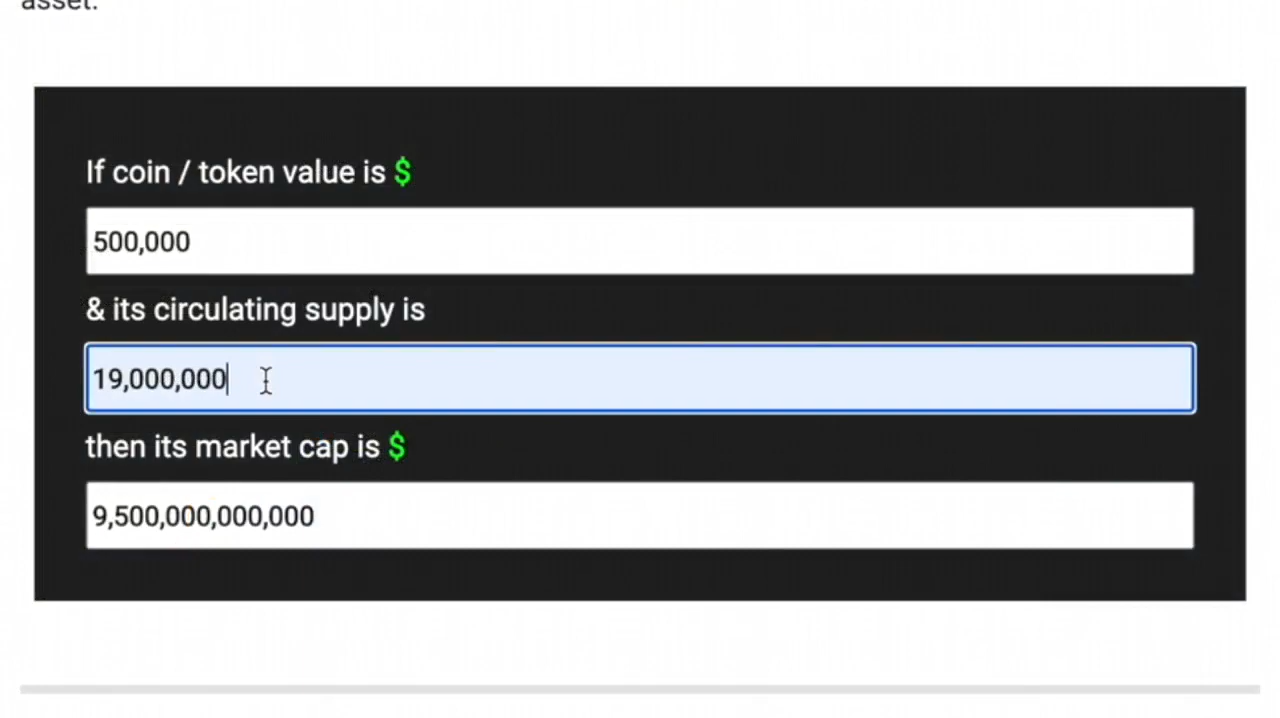 asset.
If coin / token value is $
500,000
& its circulating supply is
19,000,000
then its market cap is $
9,500,000,000,000